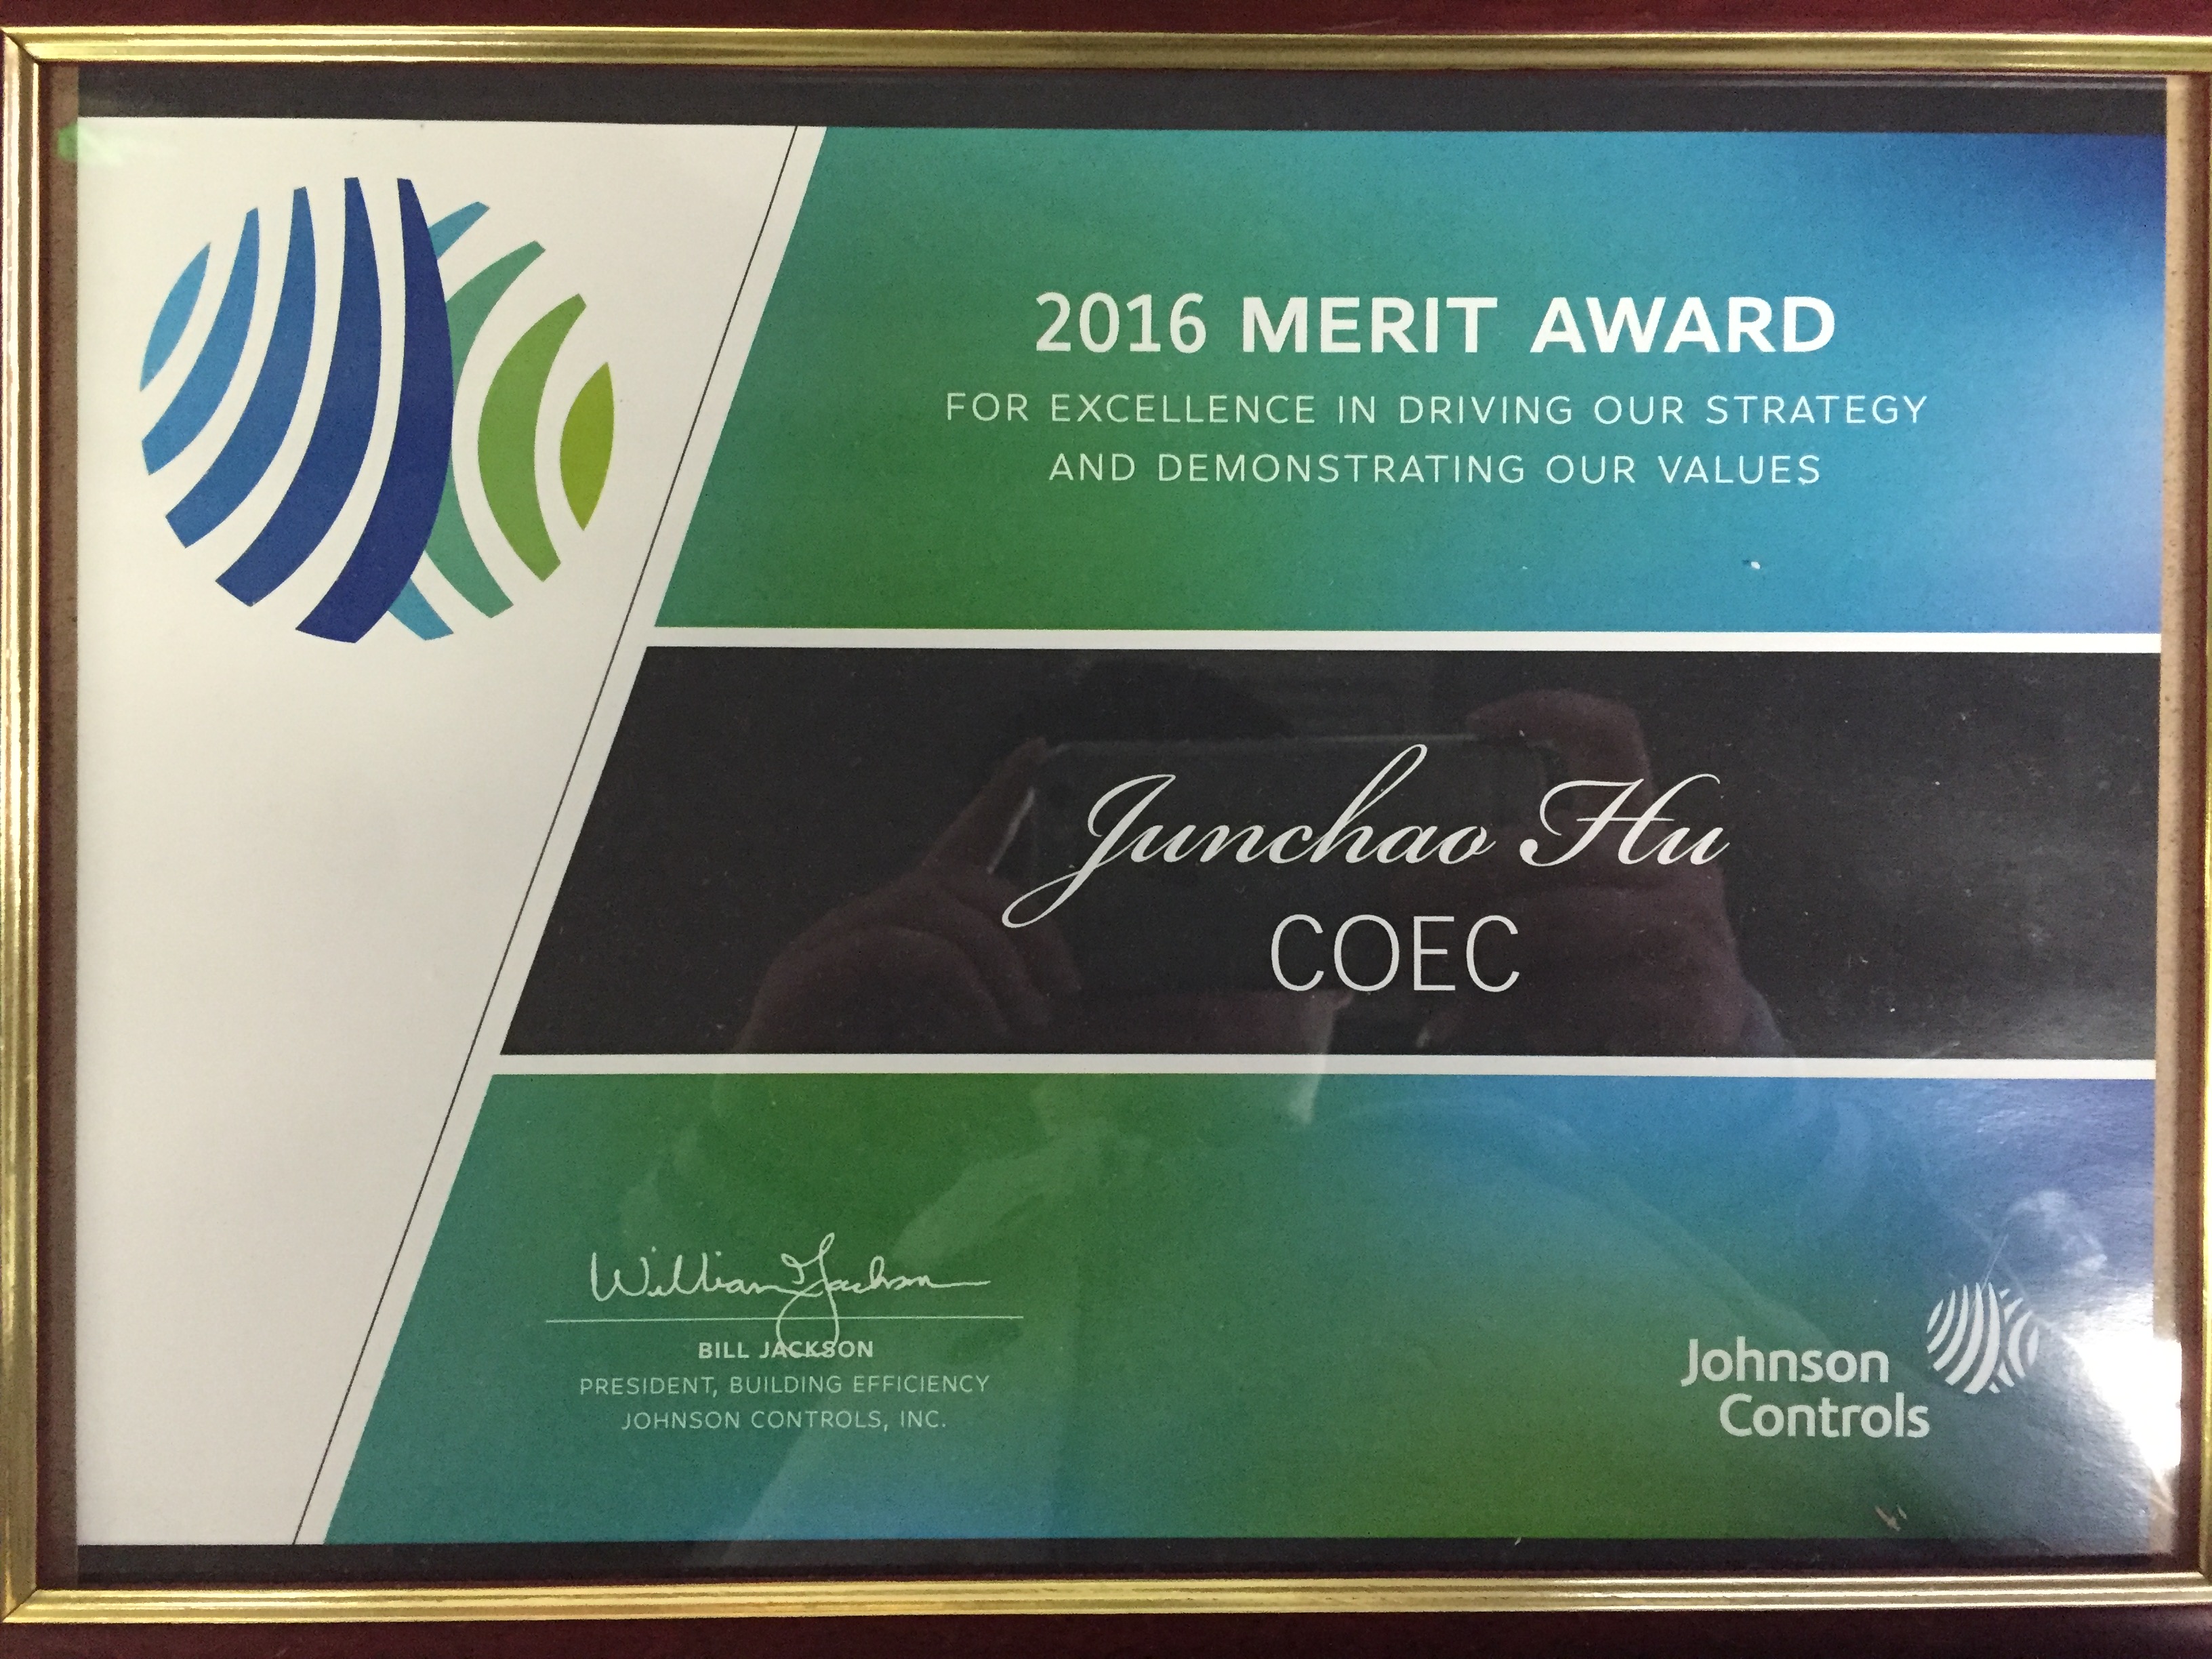 2016 MERIT AWARD
FOR EXCELLENCE IN DRIVING OUR STRATEGY
AND DEMONSTRATING OUR VALUES
Junchao Hu
COEC
William Jackson
BILL JACKSON
PRESIDENT, BUILDING EFFICIENCY
JOHNSON CONTROLS, INC.
Johnson
Controls